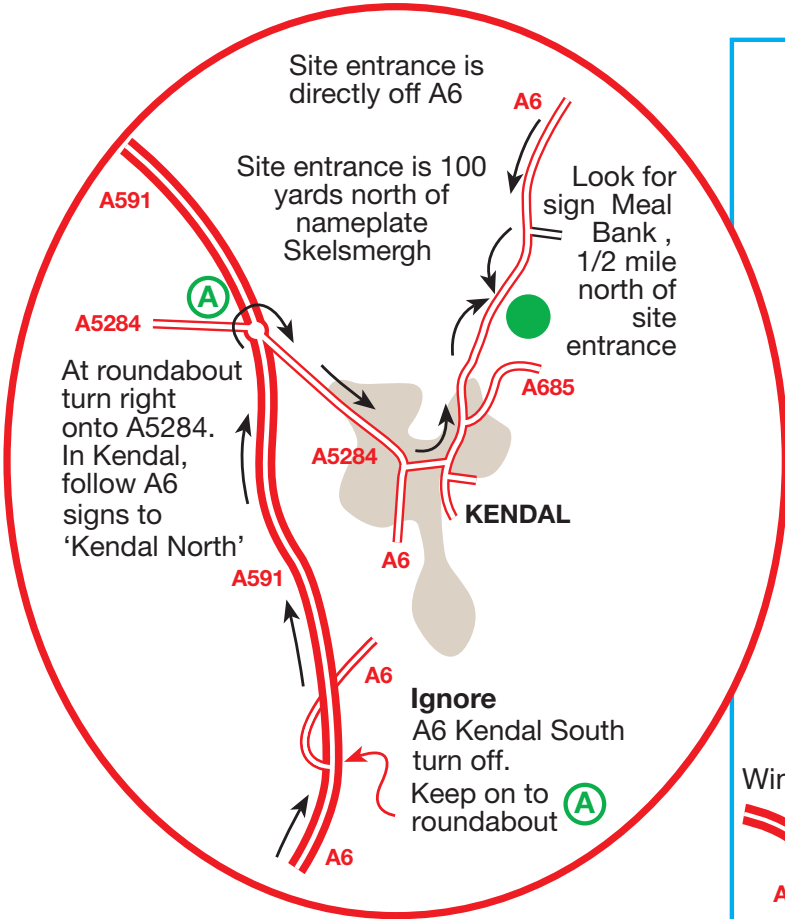 Site entrance is
directly off A6
A6
Site entrance is 100
yards north of
nameplate
Skelsmergh
Look for
sign Meal
Bank ,
1/2 mile
north of
site
entrance
A591
A
A5284
At roundabout
turn right
onto A5284.
In Kendal,
follow A6
signs to
‘Kendal North’
A685
A5284
KENDAL
A6
A591
A6
Ignore
A6 Kendal South
turn off.
Keep on to
roundabout A
A6